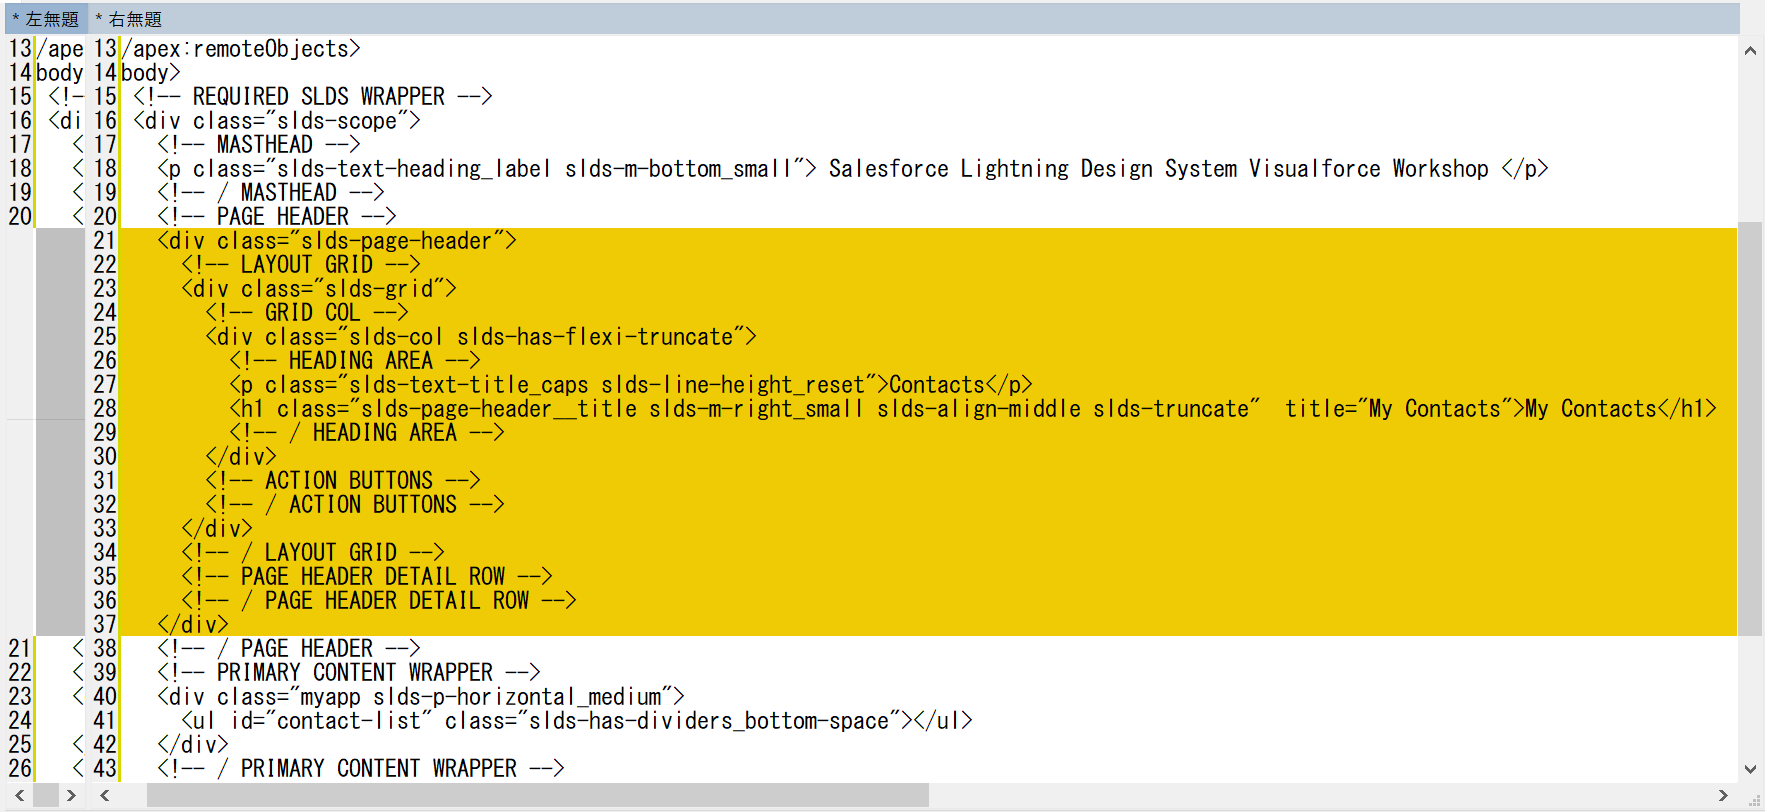 * 左無題 * 右無題
13 /ape 13 /apex:remoteObjects>
14 body 14 body>
15 <!- 15 <!-- REQUIRED SLDS WRAPPER -->
16 <di 16 <div class="slds-scope">
17 < 17 <!-- MASTHEAD -->
18 < 18 <p class="slds-text-heading_label slds-m-bottom_small"> Salesforce Lightning Design System Visualforce Workshop </p>
19 < 19 <!-- / MASTHEAD -->
20 < 20 <!-- PAGE HEADER -->
21 <div class="slds-page-header">
22 <!-- LAYOUT GRID -->
23 <div class="slds-grid">
24 <!-- GRID COL -->
25 <div class="slds-col slds-has-flexi-truncate">
26 <!-- HEADING AREA -->
27 <p class="slds-text-title_caps slds-line-height_reset">Contacts</p>
28 <h1 class="slds-page-header__title slds-m-right_small slds-align-middle slds-truncate"  title="My Contacts">My Contacts</h1>
29 <!-- / HEADING AREA -->
30 </div>
31 <!-- ACTION BUTTONS -->
32 <!-- / ACTION BUTTONS -->
33 </div>
34 <!-- / LAYOUT GRID -->
35 <!-- PAGE HEADER DETAIL ROW -->
36 <!-- / PAGE HEADER DETAIL ROW -->
37 </div>
21 < 38 <!-- / PAGE HEADER -->
22 < 39 <!-- PRIMARY CONTENT WRAPPER -->
23 < 40 <div class="myapp slds-p-horizontal_medium">
24 41 <ul id="contact-list" class="slds-has-dividers_bottom-space"></ul>
25 < 42 </div>
26 < 43 <!-- / PRIMARY CONTENT WRAPPER -->